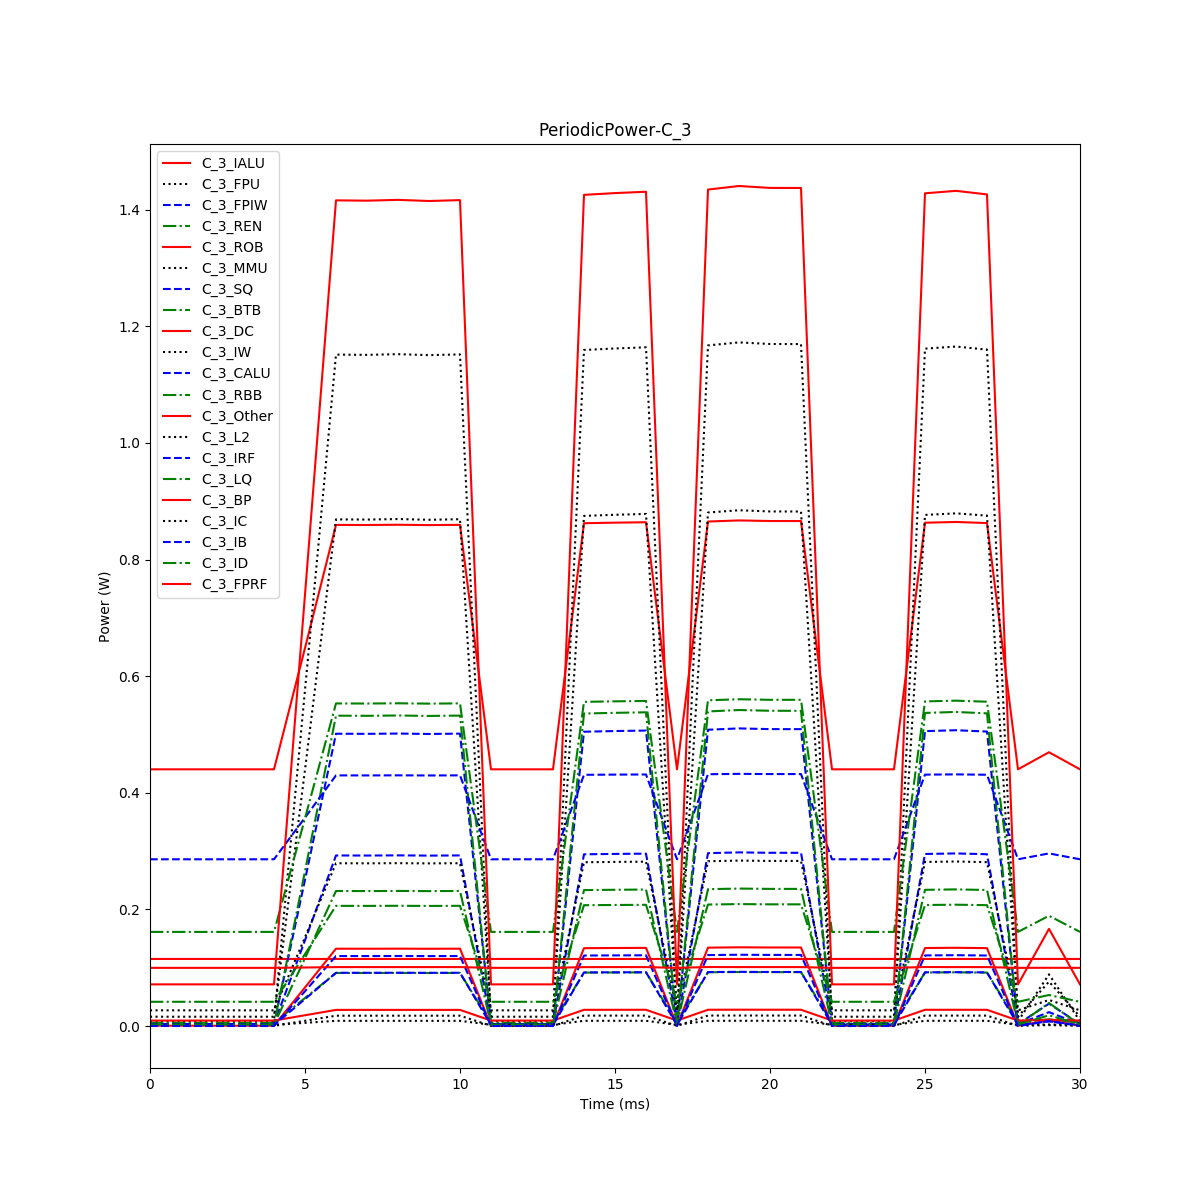 PeriodicPower-C_3
C_3_IALU
C_3_FPU
C_3_FPIW
C_3_REN
C_3_ROB
C_3_MMU
C_3_SQ
C_3_BTB
C_3_DC
C_3_IW
C_3_CALU
C_3_RBB
C_3_Other
C_3_L2
C_3_IRF
C_3_LQ
C_3_BP
C_3_IC
C_3_IB
C_3_ID
C_3_FPRF
1.4
1.2
1.0
0.8
0.6
0.4
0.2
0.0
Power (W)
0 5 10 15 20 25 30
Time (ms)